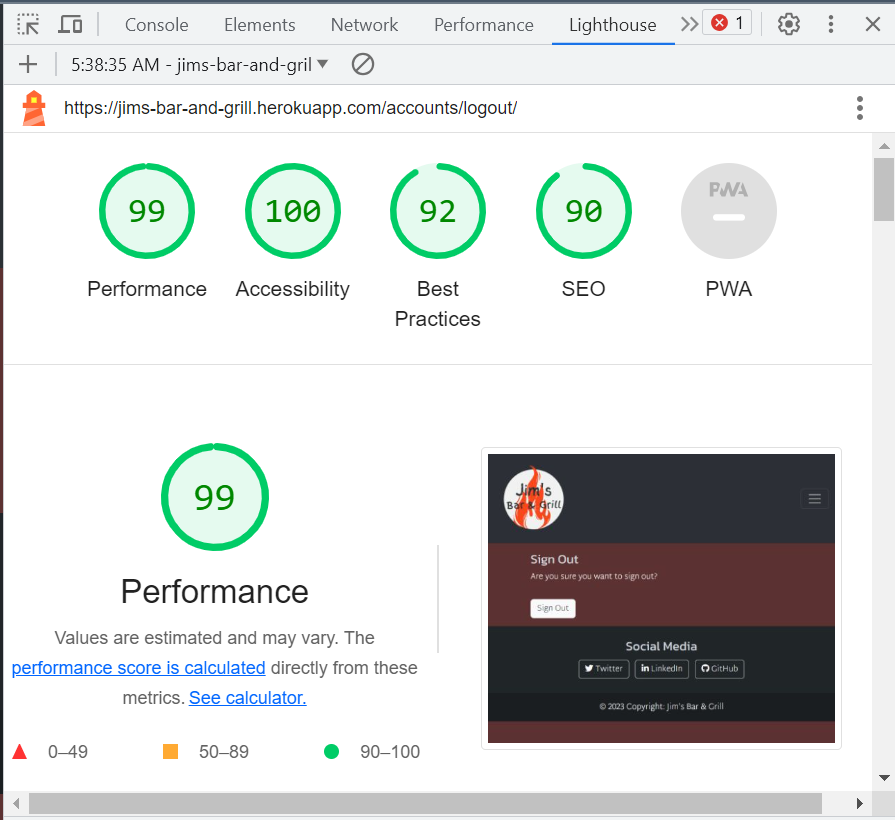 Console Elements Network Performance Lighthouse 1
5:38:35 AM - jims-bar-and-gril
https://jims-bar-and-grill.herokuapp.com/accounts/logout/
99 100 92 90 PWA
Performance Accessibility Best Practices SEO PWA
99
Performance
Values are estimated and may vary. The
performance score is calculated directly from these
metrics. See calculator.
0–49 50–89 90–100
Jim's
Bar & Grill
Sign Out
Are you sure you want to sign out?
Sign Out
Social Media
Twitter LinkedIn GitHub
© 2023 Copyright: Jim's Bar & Grill